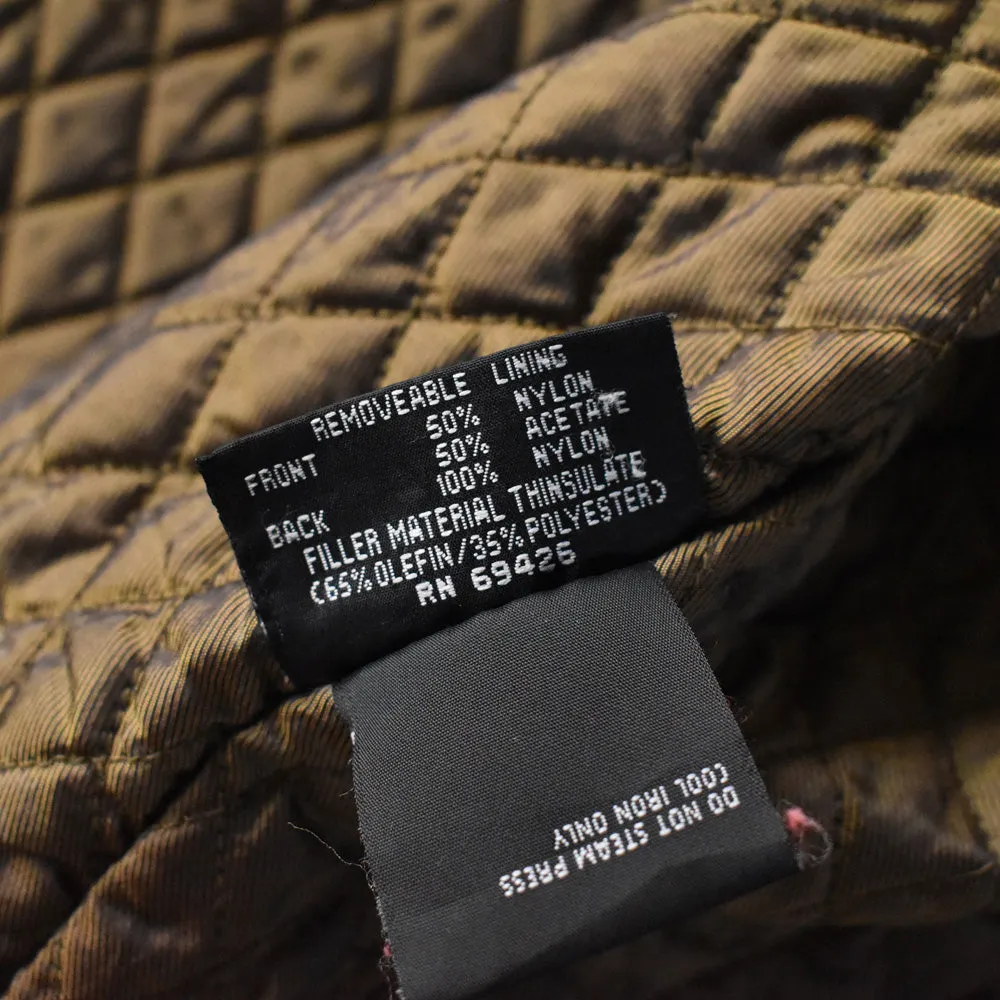 REMOVEABLE LINING
50% NYLON
FRONT 50% ACETATE
100% NYLON
BACK
FILLER MATERIAL THINSULATE
(65% OLEFIN/35% POLYESTER)
RN 69426
DO NOT STEAM PRESS
COOL IRON ONLY